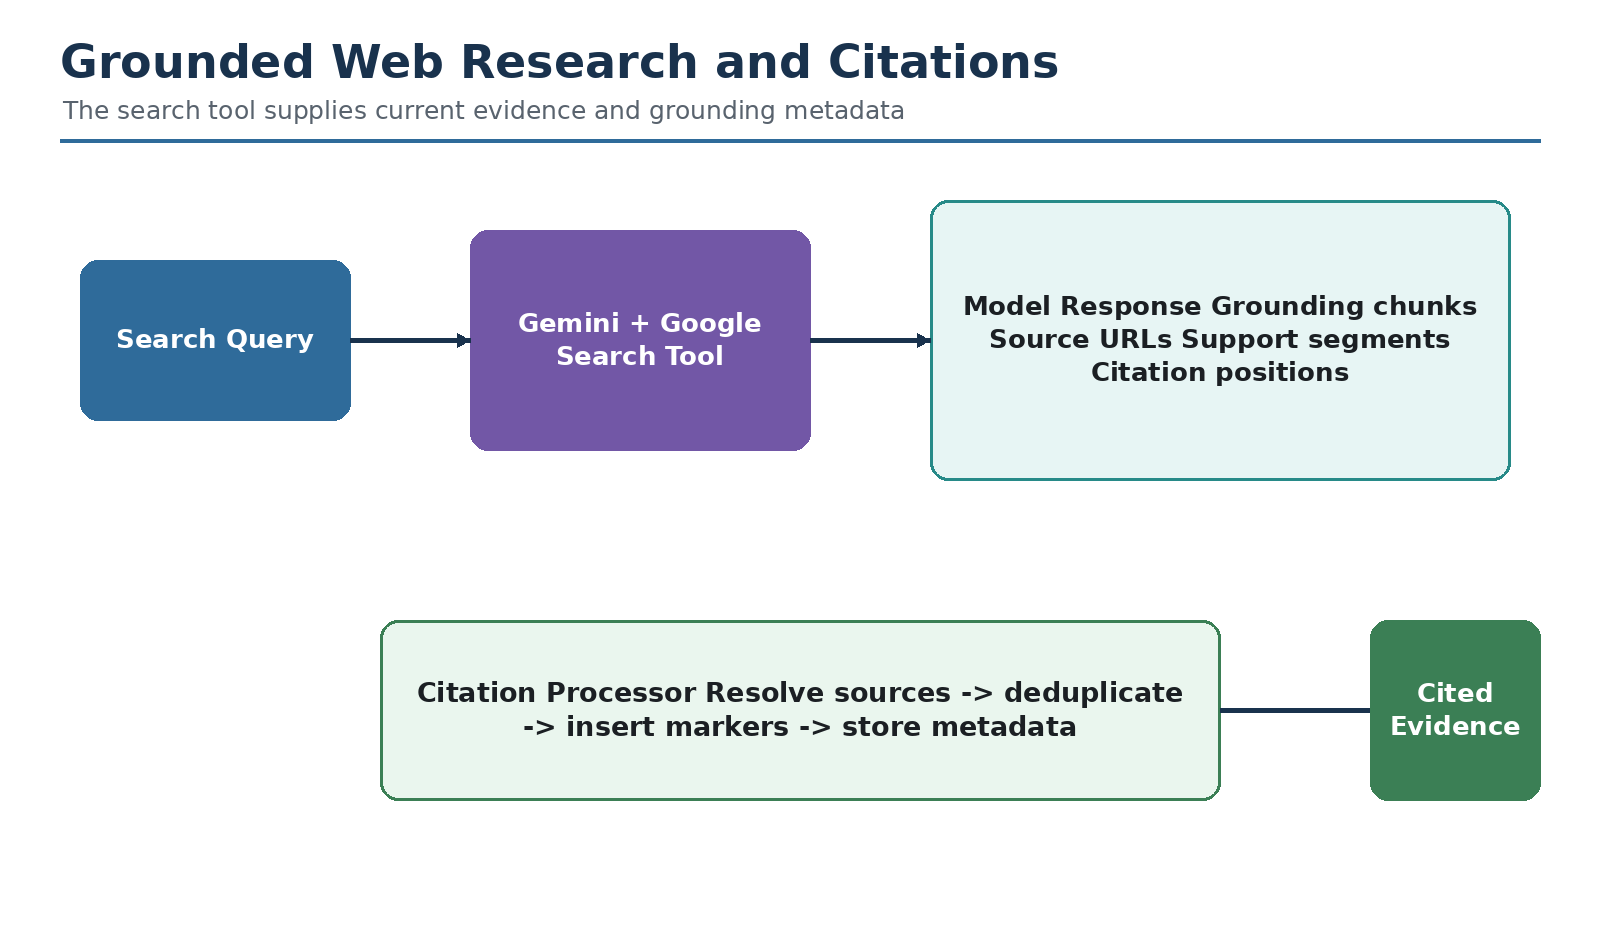 Grounded Web Research and Citations
The search tool supplies current evidence and grounding metadata
Search Query
Gemini + Google
Search Tool
Model Response Grounding chunks
Source URLs Support segments
Citation positions
Citation Processor Resolve sources -> deduplicate
-> insert markers -> store metadata
Cited
Evidence